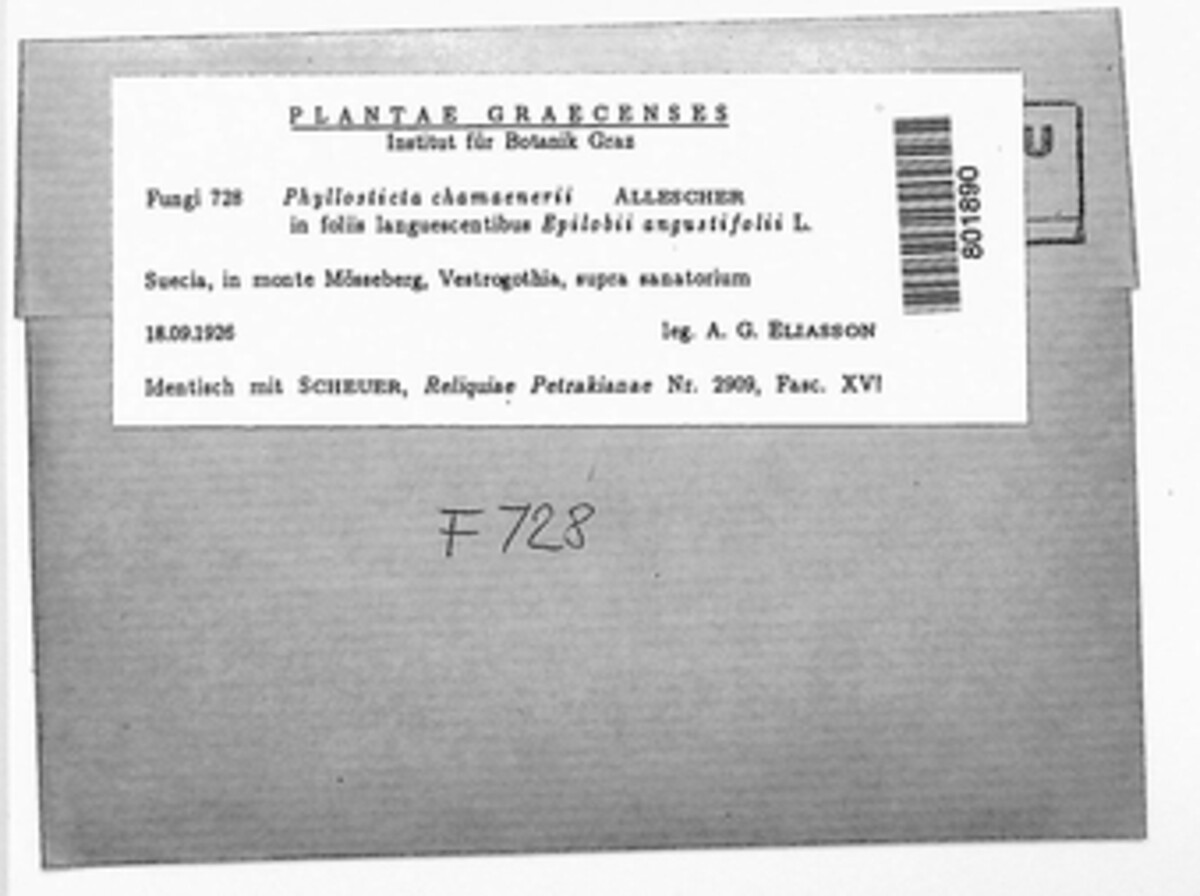 PLANTAE GRAECENSES
Institut für Botanik Graz
Fungi 728 Phyllosticta chamaenerii ALLESCHER
in foliis languescentibus Epilobii angustifolii L.
Suecia, in monte Mösseberg, Vestrogothia, supra sanatorium
18.09.1926 leg. A. G. ELIASSON
Identisch mit SCHEUER, Reliquiae Petrakianae Nr. 2909, Fasc. XVI
801890
U
F 728